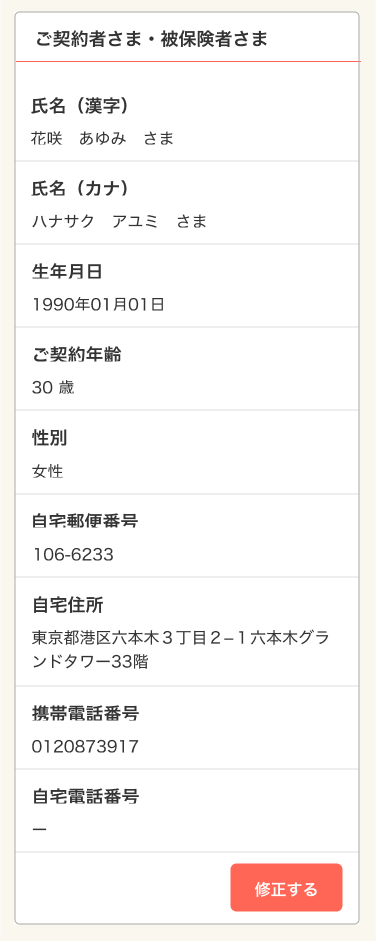 ご契約者さま・被保険者さま
氏名（漢字）
花咲　あゆみ　さま
氏名（カナ）
ハナサク　アユミ　さま
生年月日
1990年01月01日
ご契約年齢
30 歳
性別
女性
自宅郵便番号
106-6233
自宅住所
東京都港区六本木３丁目２−１六本木グラ
ンドタワー33階
携帯電話番号
0120873917
自宅電話番号
ー
修正する